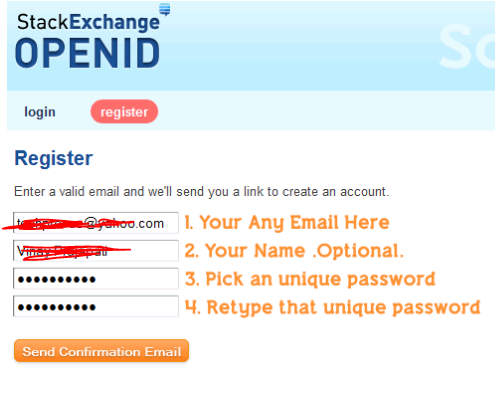 StackExchange
OPENID
So
login
register
Register
Enter a valid email and we'll send you a link to create an account.
@yahoo.com 1. Your Any Email Here
2. Your Name .Optional.
•••••••••• 3. Pick an unique password
•••••••••• 4. Retype that unique password
Send Confirmation Email